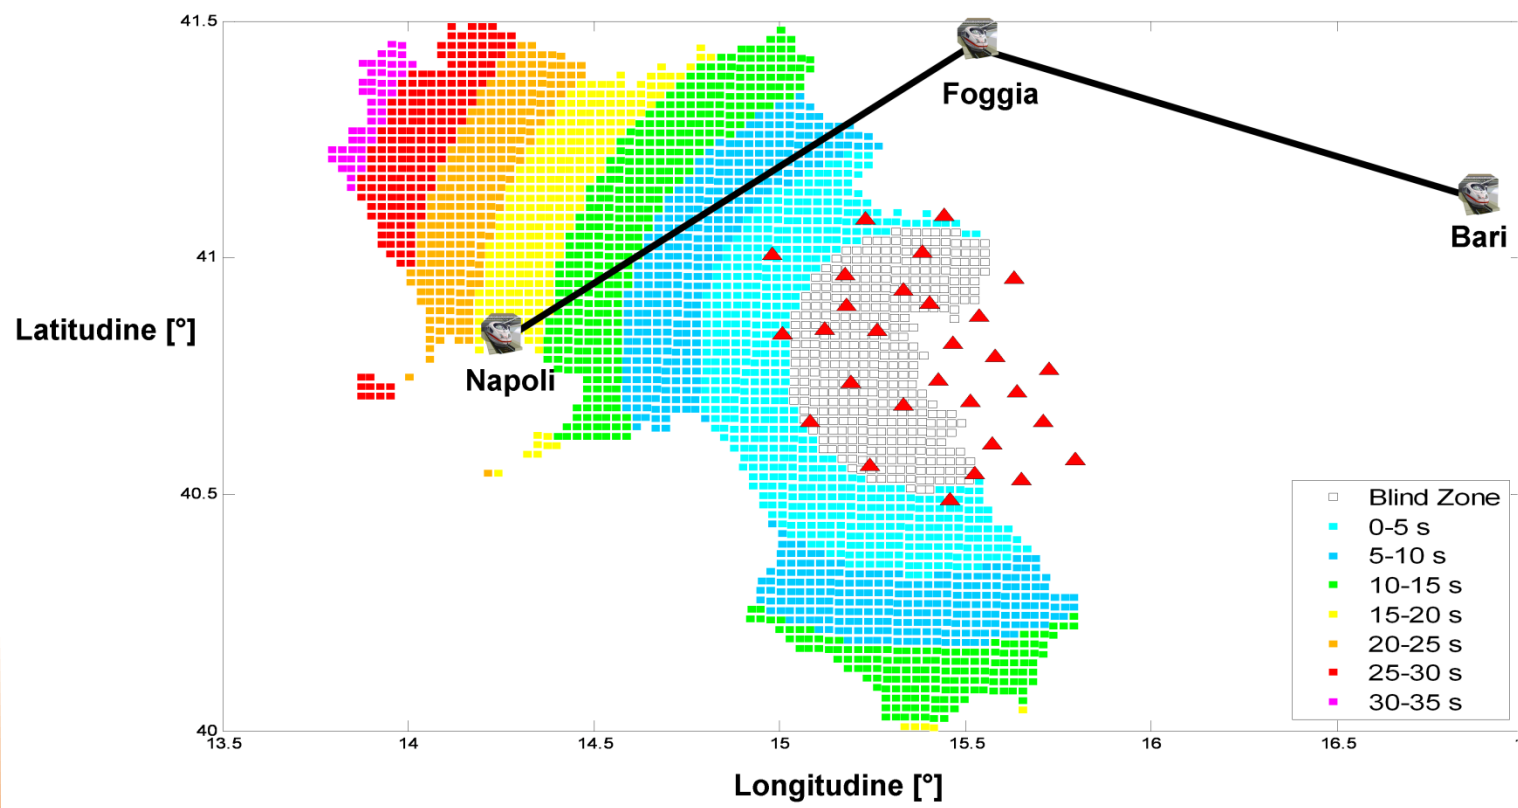 41.5
Foggia
Bari
41
Latitudine [°]
Napoli
40.5
Blind Zone
0-5 s
5-10 s
10-15 s
15-20 s
20-25 s
25-30 s
30-35 s
40
13.5 14 14.5 15 15.5 16 16.5
Longitudine [°]